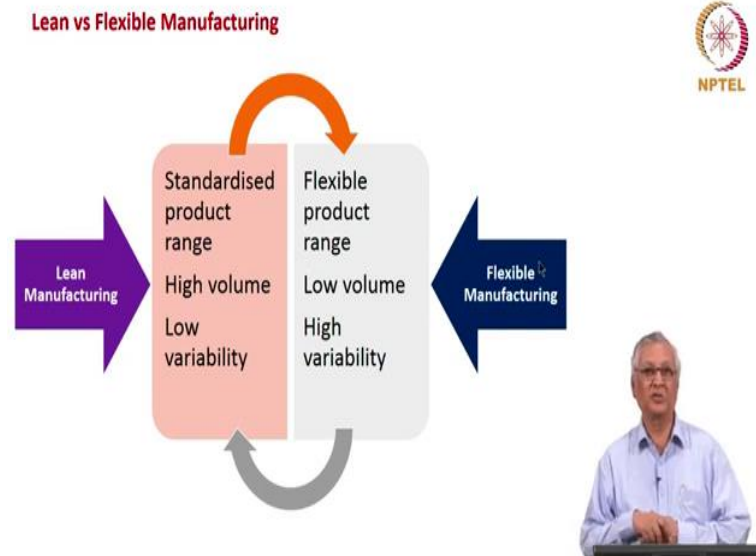 Lean vs Flexible Manufacturing
NPTEL
Standardised
product
range
High volume
Low
variability
Flexible
product
range
Low volume
High
variability
Lean
Manufacturing
Flexible
Manufacturing